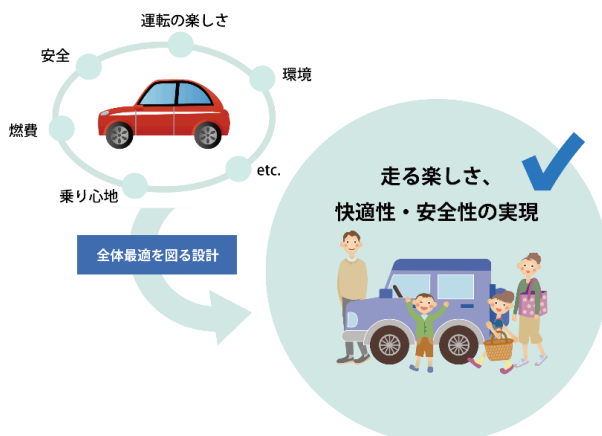 運転の楽しさ
安全
環境
燃費
etc.
乗り心地
全体最適を図る設計
走る楽しさ、
快適性・安全性の実現